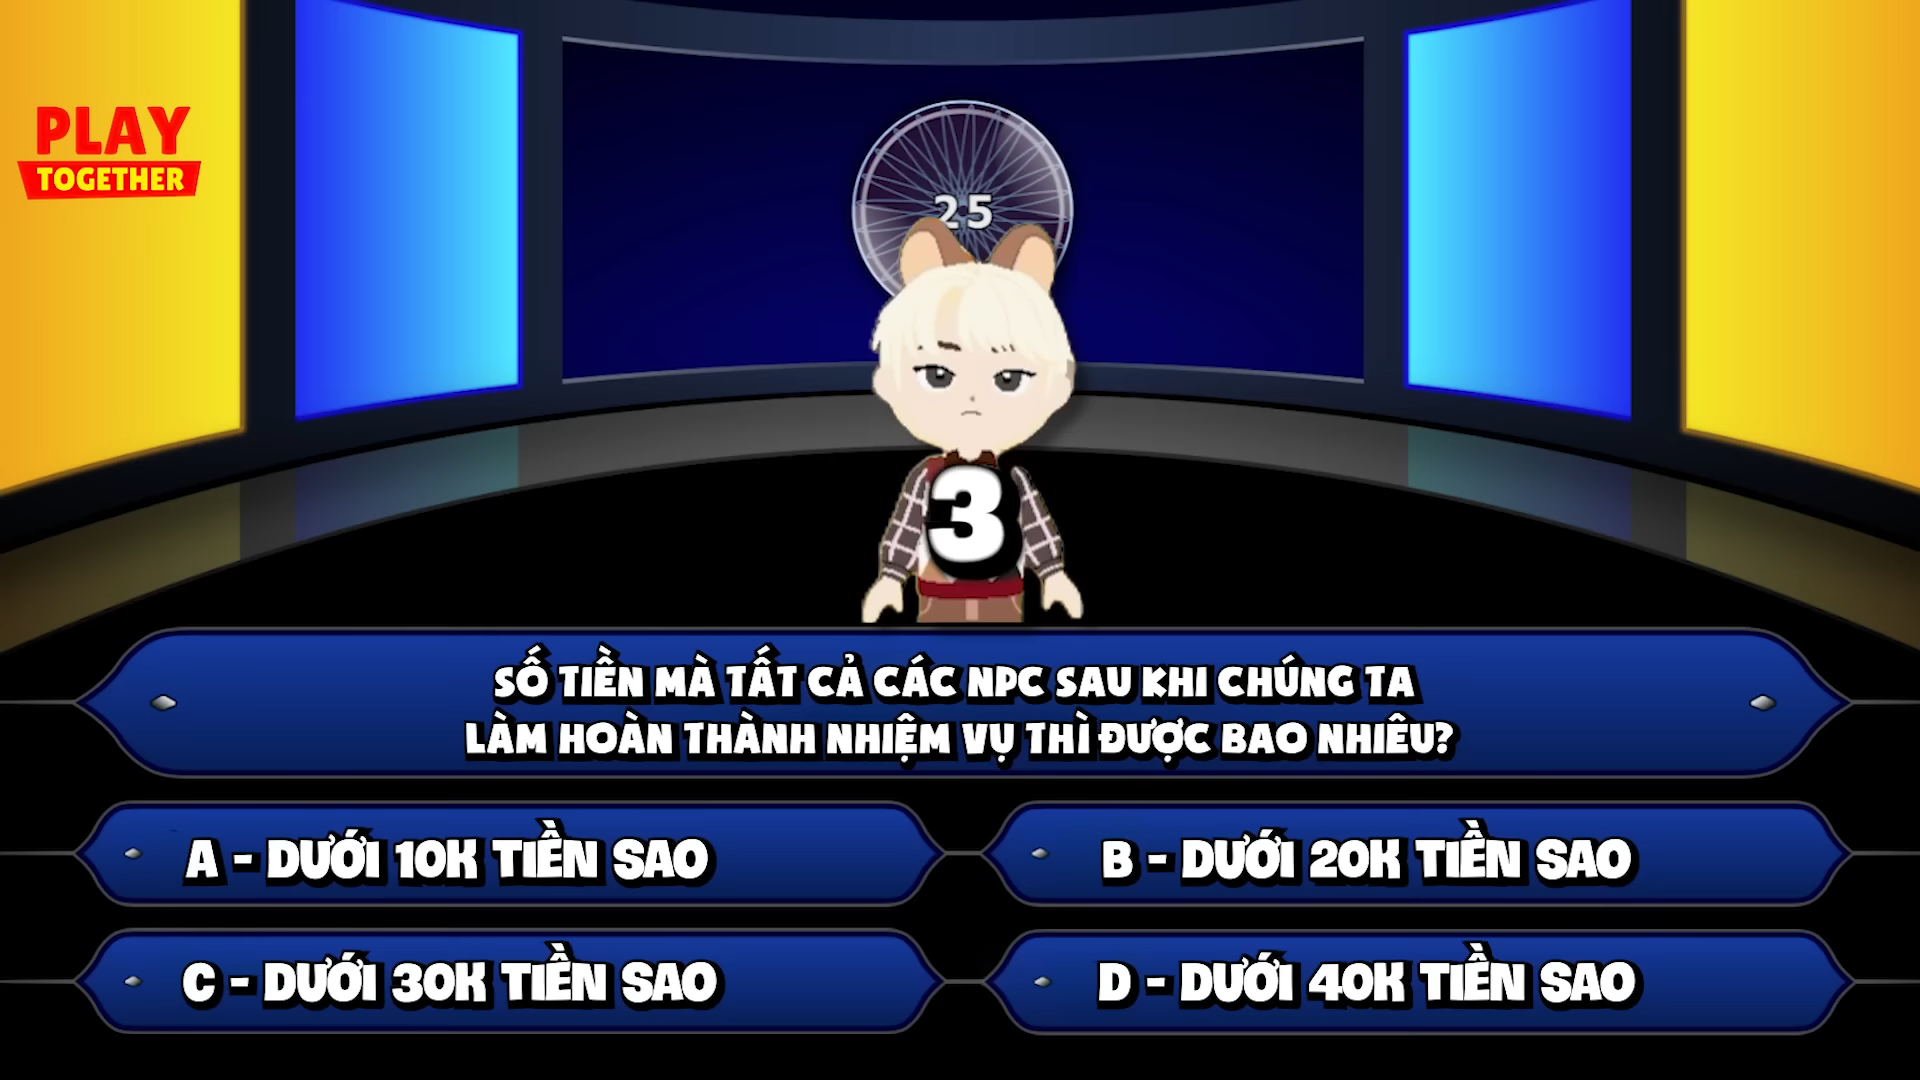 PLAY
TOGETHER
25
3
SỐ TIỀN MÀ TẤT CẢ CÁC NPC SAU KHI CHÚNG TA
LÀM HOÀN THÀNH NHIỆM VỤ THÌ ĐƯỢC BAO NHIÊU?
A - DƯỚI 10K TIỀN SAO
B - DƯỚI 20K TIỀN SAO
C - DƯỚI 30K TIỀN SAO
D - DƯỚI 40K TIỀN SAO